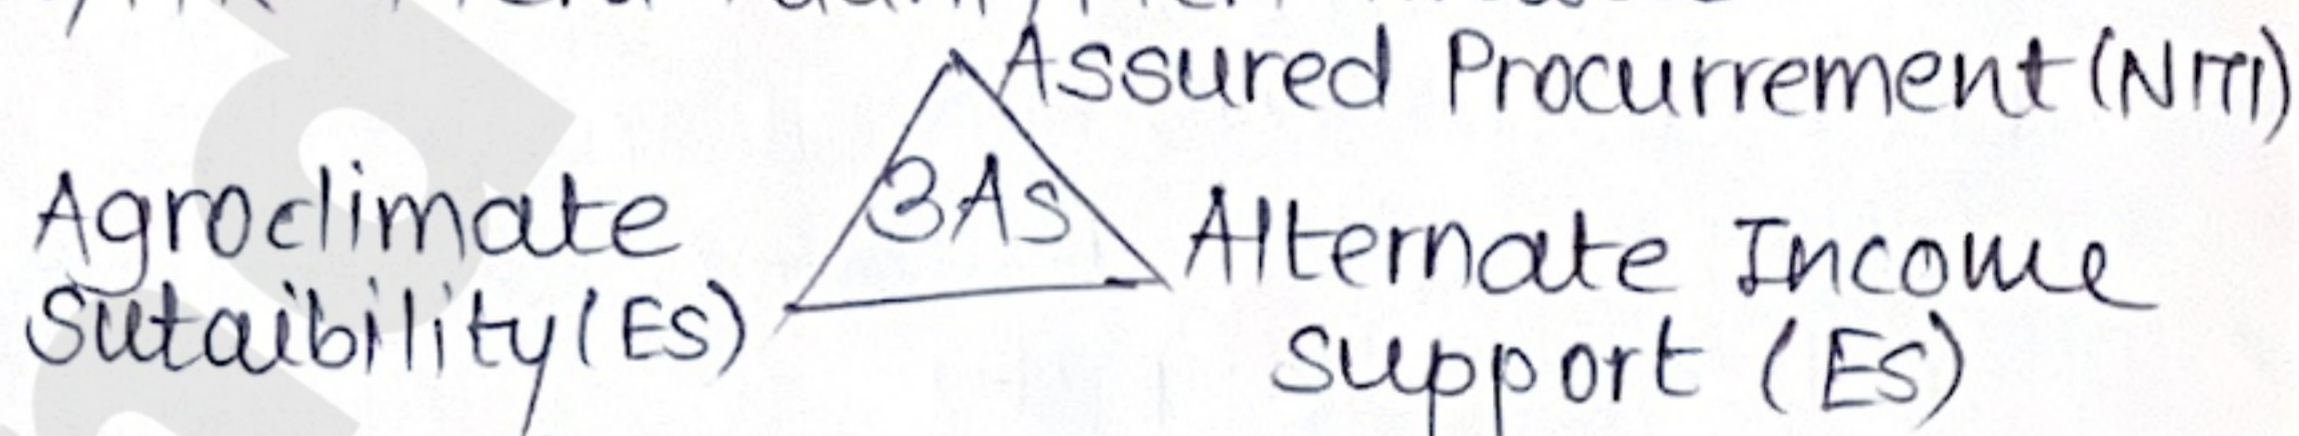 Assured Procurrement (NITI)
3As
Agroclimate
Sutaibility (ES)
Alternate Income
Support (ES)